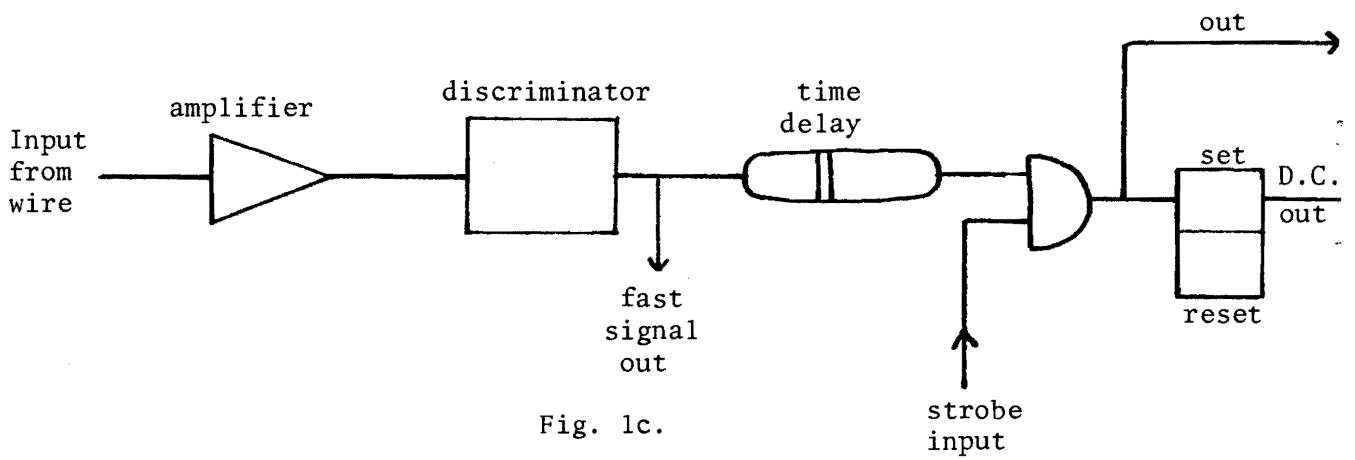 Input
from
wire
amplifier
discriminator
fast
signal
out
time
delay
strobe
input
out
set
reset
D.C.
out
Fig. 1c.